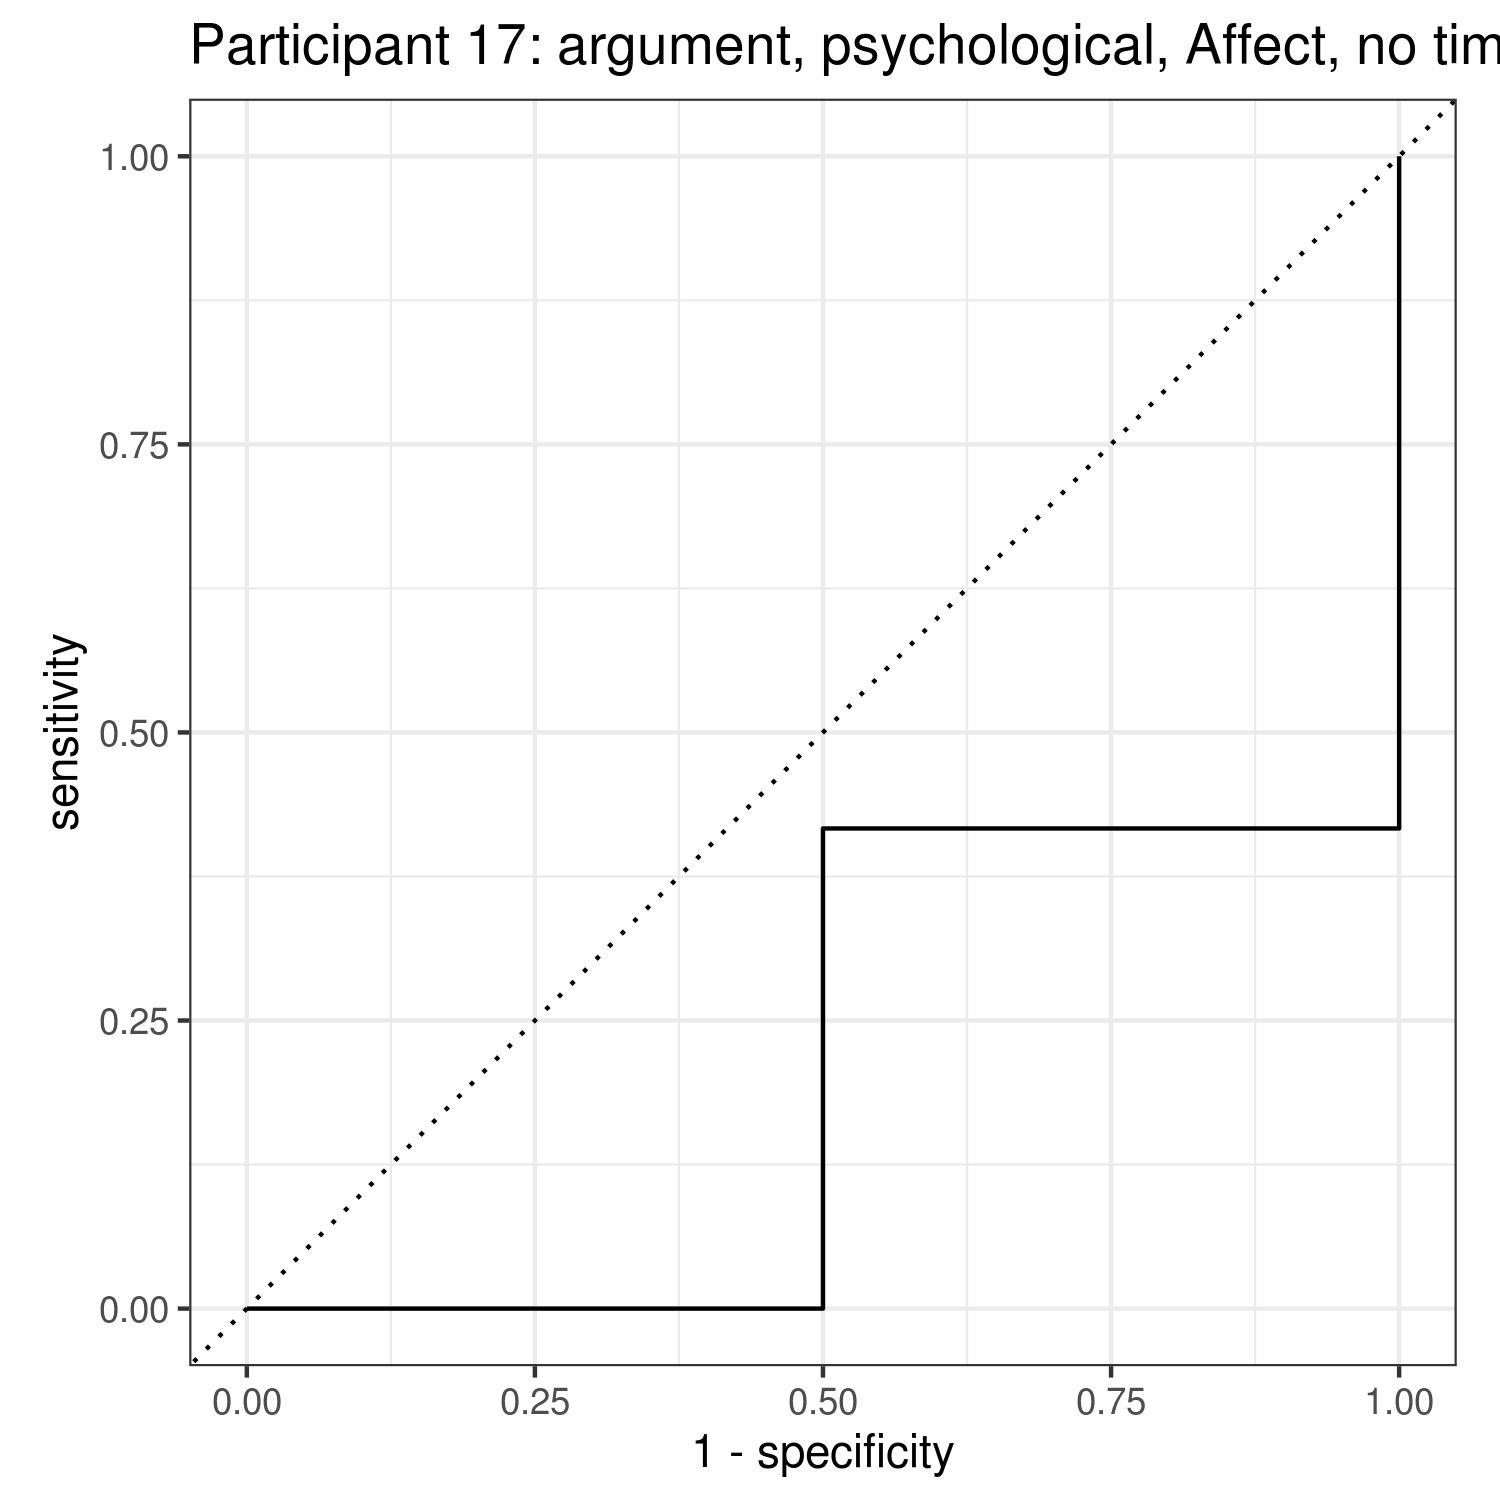 Participant 17: argument, psychological, Affect, no tim
1.00
0.75
0.50
0.25
0.00
sensitivity
0.00 0.25 0.50 0.75 1.00
1 - specificity